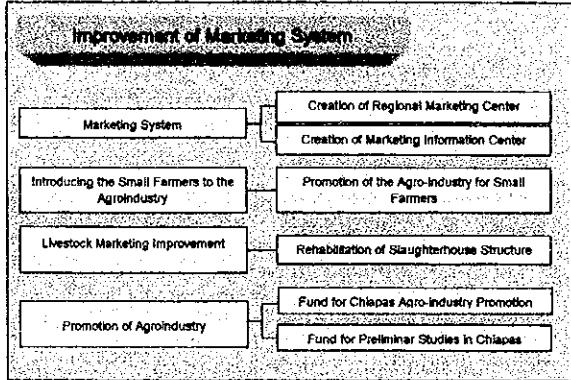 Improvement of Marketing System
Marketing System
Creation of Regional Marketing Center
Creation of Marketing Information Center
Introducing the Small Farmers to the
Agroindustry
Promotion of the Agro-Industry for Small
Farmers
Livestock Marketing Improvement
Rehabilitation of Slaughterhouse Structure
Promotion of Agroindustry
Fund for Chiapas Agro-industry Promotion
Fund for Preliminar Studies in Chiapas